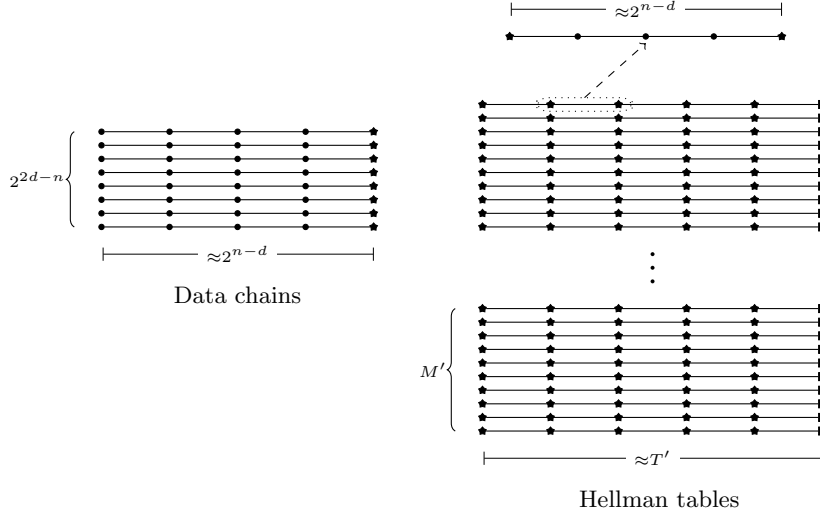 ≈2^{n−d}
2^{2d−n}
≈2^{n−d}
Data chains
M′
≈T′
Hellman tables